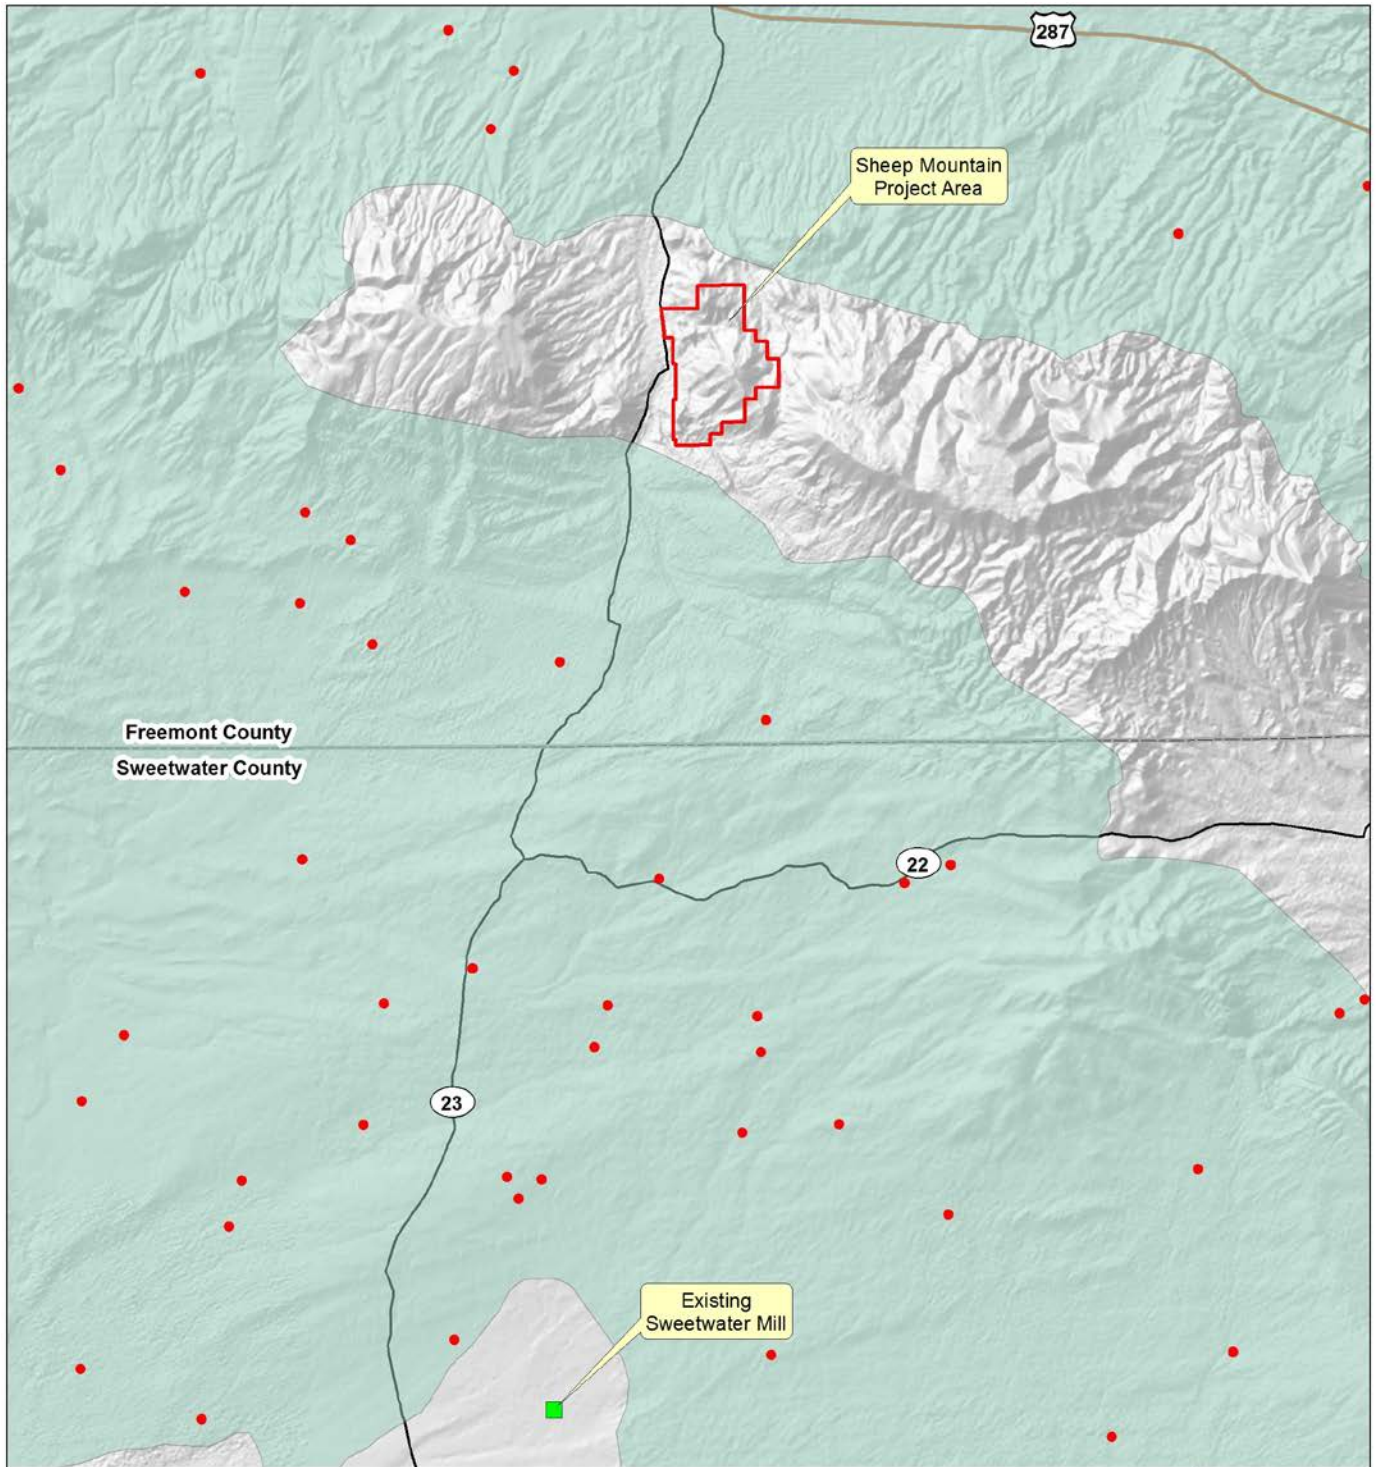 287
Sheep Mountain
Project Area
Freemont County
Sweetwater County
22
23
Existing
Sweetwater Mill